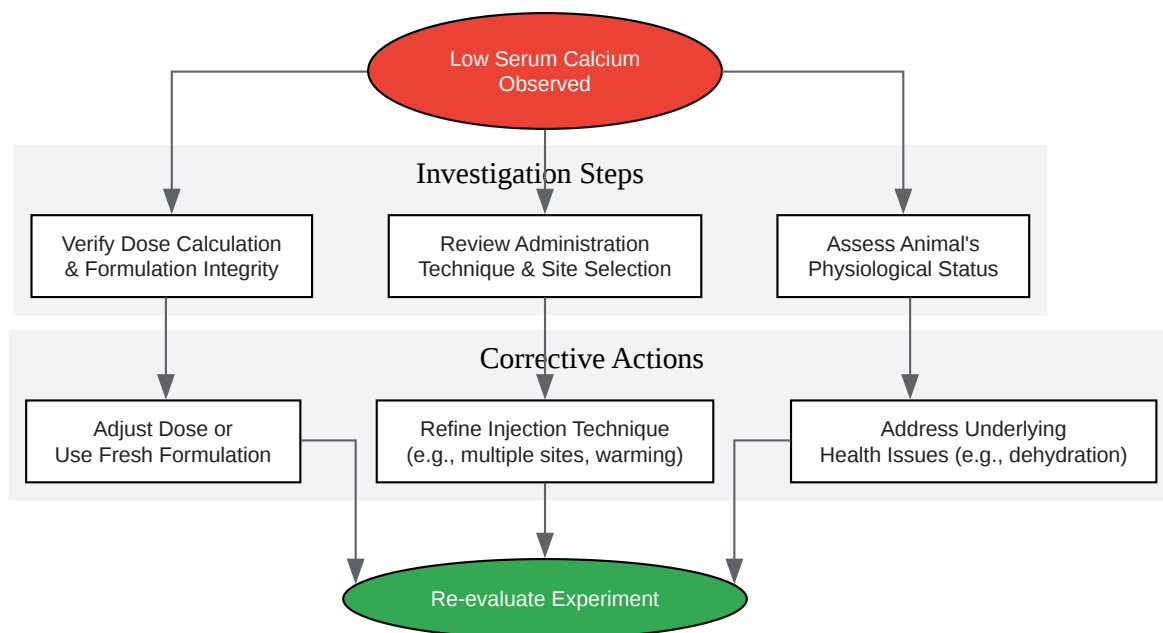 Low Serum Calcium
Observed
Investigation Steps
Verify Dose Calculation
& Formulation Integrity
Review Administration
Technique & Site Selection
Assess Animal's
Physiological Status
Corrective Actions
Adjust Dose or
Use Fresh Formulation
Refine Injection Technique
(e.g., multiple sites, warming)
Address Underlying
Health Issues (e.g., dehydration)
Re-evaluate Experiment